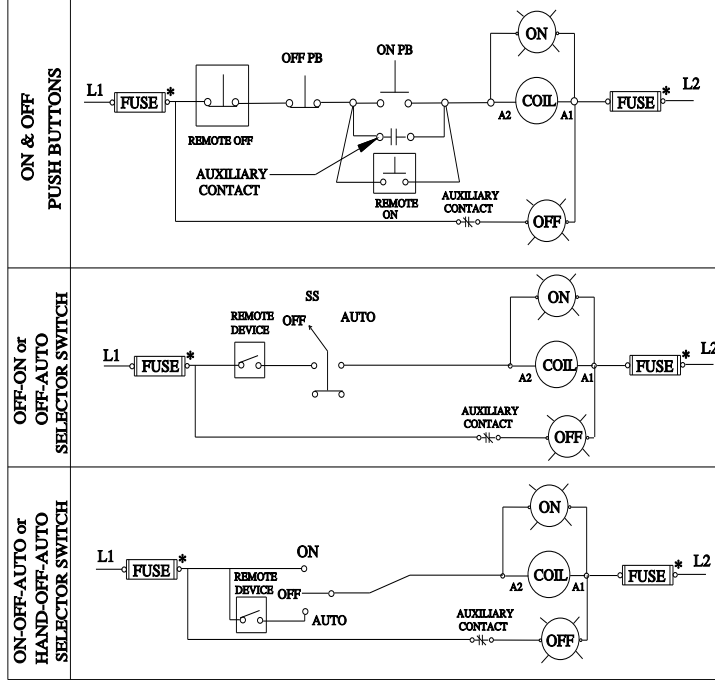 ON & OFF
PUSH BUTTONS
L1
FUSE
*
REMOTE OFF
OFF PB
ON PB
AUXILIARY
CONTACT
REMOTE
ON
AUXILIARY
CONTACT
ON
COIL
A2
A1
OFF
FUSE
*
L2
OFF-ON or
OFF-AUTO
SELECTOR SWITCH
L1
FUSE
*
REMOTE
DEVICE
SS
OFF
AUTO
AUXILIARY
CONTACT
ON
COIL
A2
A1
OFF
FUSE
*
L2
ON-OFF-AUTO or
HAND-OFF-AUTO
SELECTOR SWITCH
L1
FUSE
*
REMOTE
DEVICE
ON
OFF
AUTO
AUXILIARY
CONTACT
ON
COIL
A2
A1
OFF
FUSE
*
L2